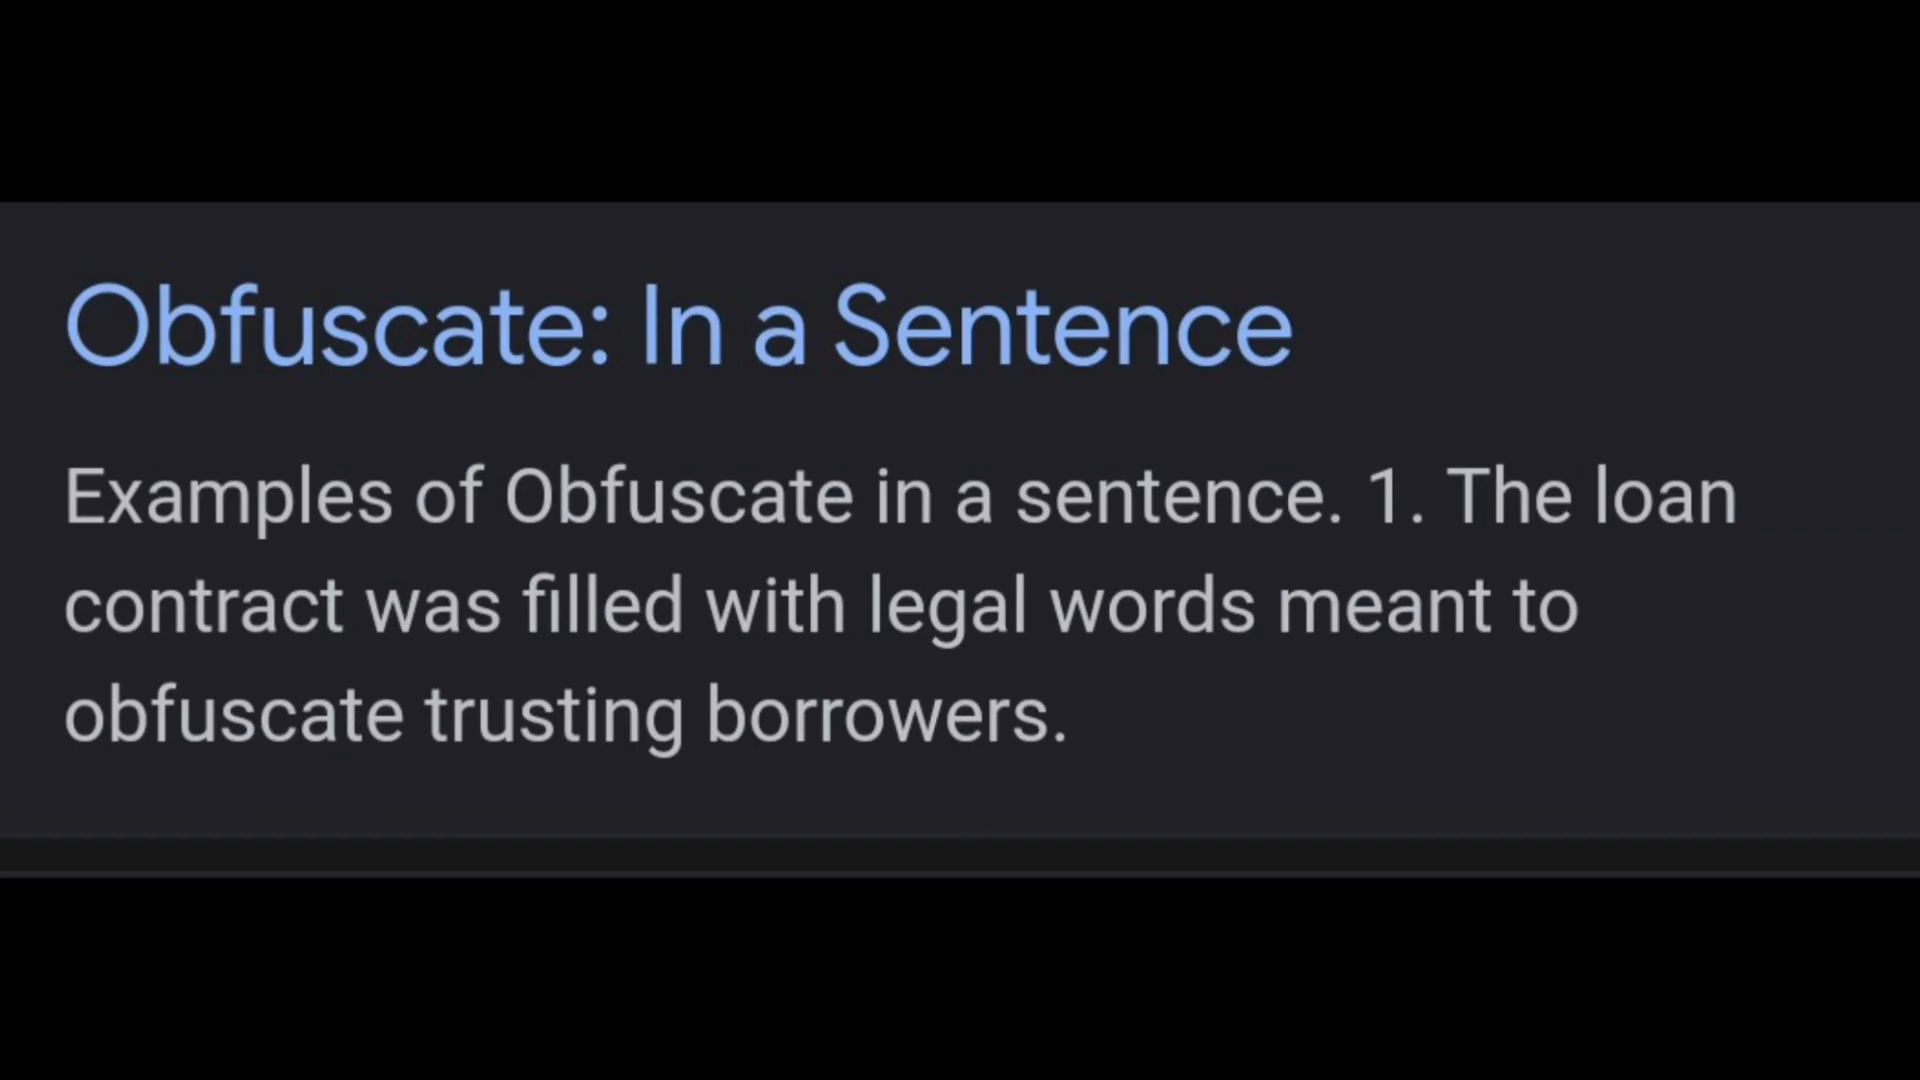 Obfuscate: In a Sentence
Examples of Obfuscate in a sentence. 1. The loan
contract was filled with legal words meant to
obfuscate trusting borrowers.